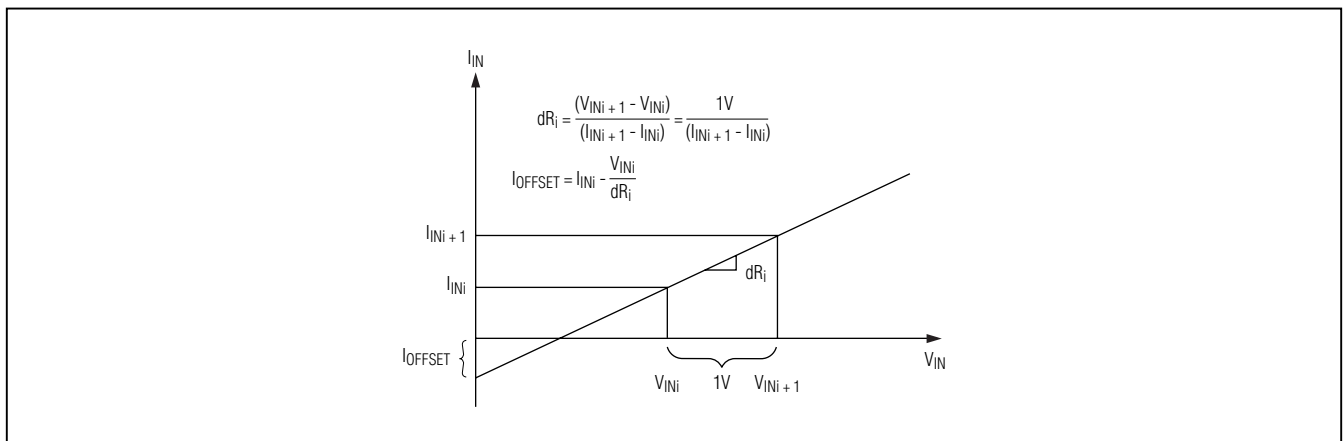 I_IN
dR_i = (V_INi + 1 - V_INi) / (I_INi + 1 - I_INi) = 1V / (I_INi + 1 - I_INi)
I_OFFSET = I_INi - V_INi / dR_i
I_INi + 1
dR_i
I_INi
I_OFFSET
V_IN
V_INi 1V V_INi + 1